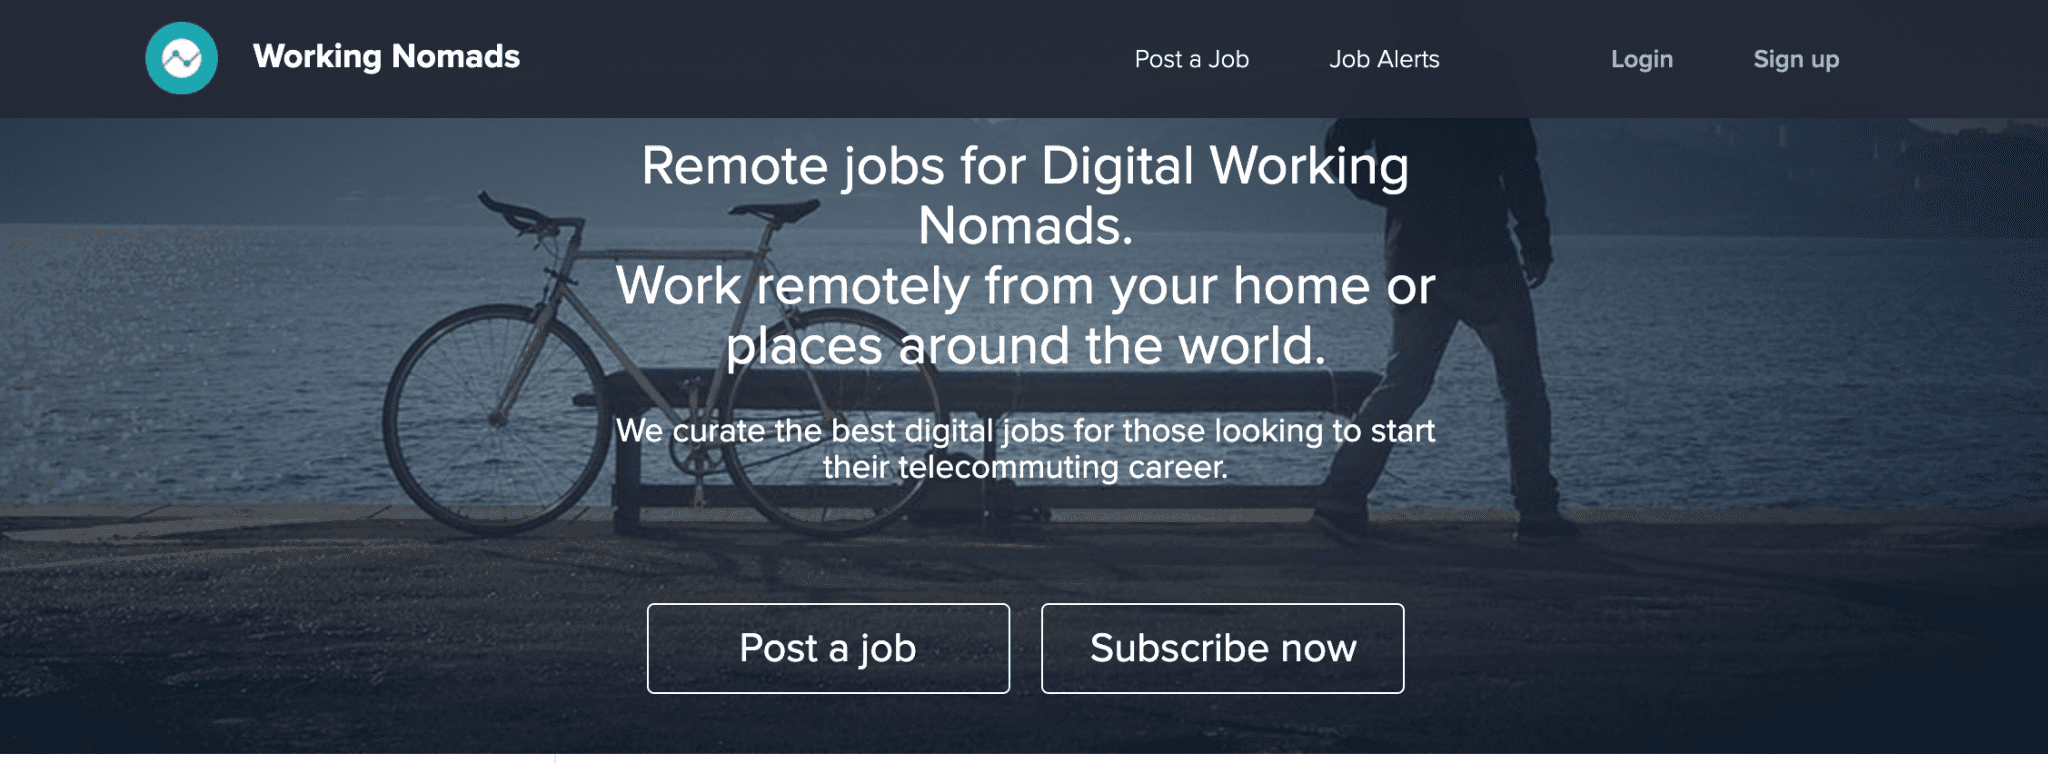 Working Nomads
Post a Job
Job Alerts
Login
Sign up
Remote jobs for Digital Working
Nomads.
Work remotely from your home or
places around the world.
We curate the best digital jobs for those looking to start
their telecommuting career.
Post a job
Subscribe now